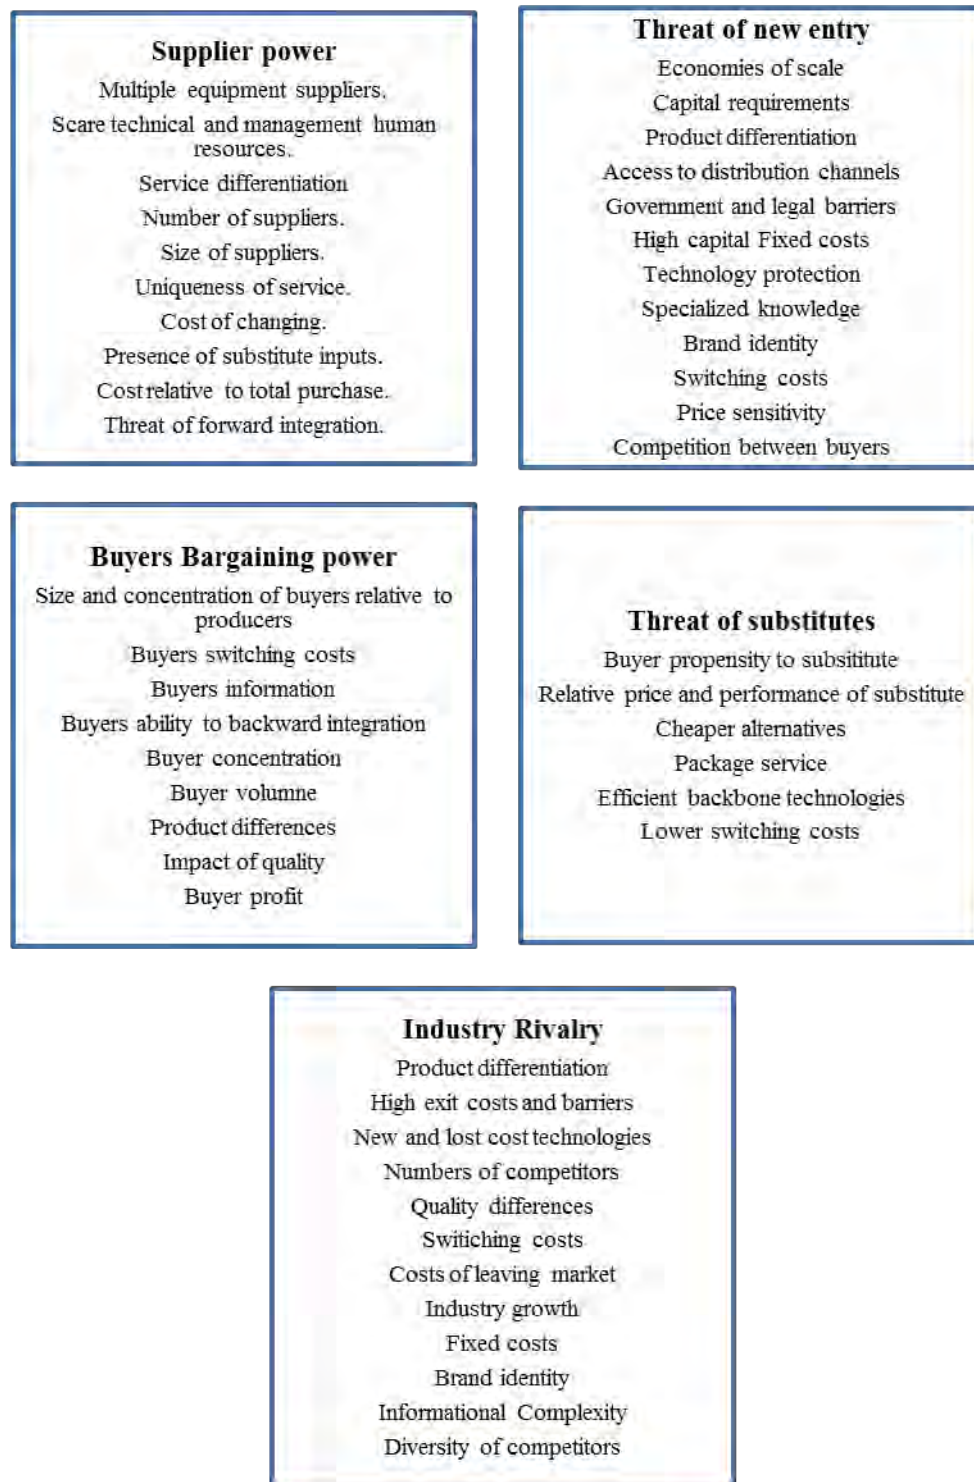 Supplier power
Multiple equipment suppliers.
Scare technical and management human
resources.
Service differentiation
Number of suppliers.
Size of suppliers.
Uniqueness of service.
Cost of changing.
Presence of substitute inputs.
Cost relative to total purchase.
Threat of forward integration.
Threat of new entry
Economies of scale
Capital requirements
Product differentiation
Access to distribution channels
Government and legal barriers
High capital Fixed costs
Technology protection
Specialized knowledge
Brand identity
Switching costs
Price sensitivity
Competition between buyers
Buyers Bargaining power
Size and concentration of buyers relative to
producers
Buyers switching costs
Buyers information
Buyers ability to backward integration
Buyer concentration
Buyer volumne
Product differences
Impact of quality
Buyer profit
Threat of substitutes
Buyer propensity to subsititute
Relative price and performance of substitute
Cheaper alternatives
Package service
Efficient backbone technologies
Lower switching costs
Industry Rivalry
Product differentiation
High exit costs and barriers
New and lost cost technologies
Numbers of competitors
Quality differences
Switiching costs
Costs of leaving market
Industry growth
Fixed costs
Brand identity
Informational Complexity
Diversity of competitors